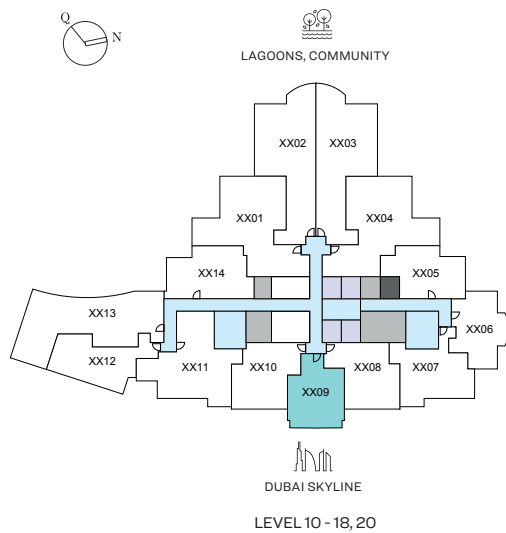 Q
N
LAGOONS, COMMUNITY
XX02
XX03
XX01
XX04
XX14
XX05
XX13
XX06
XX12
XX11
XX10
XX08
XX07
XX09
DUBAI SKYLINE
LEVEL 10 - 18, 20